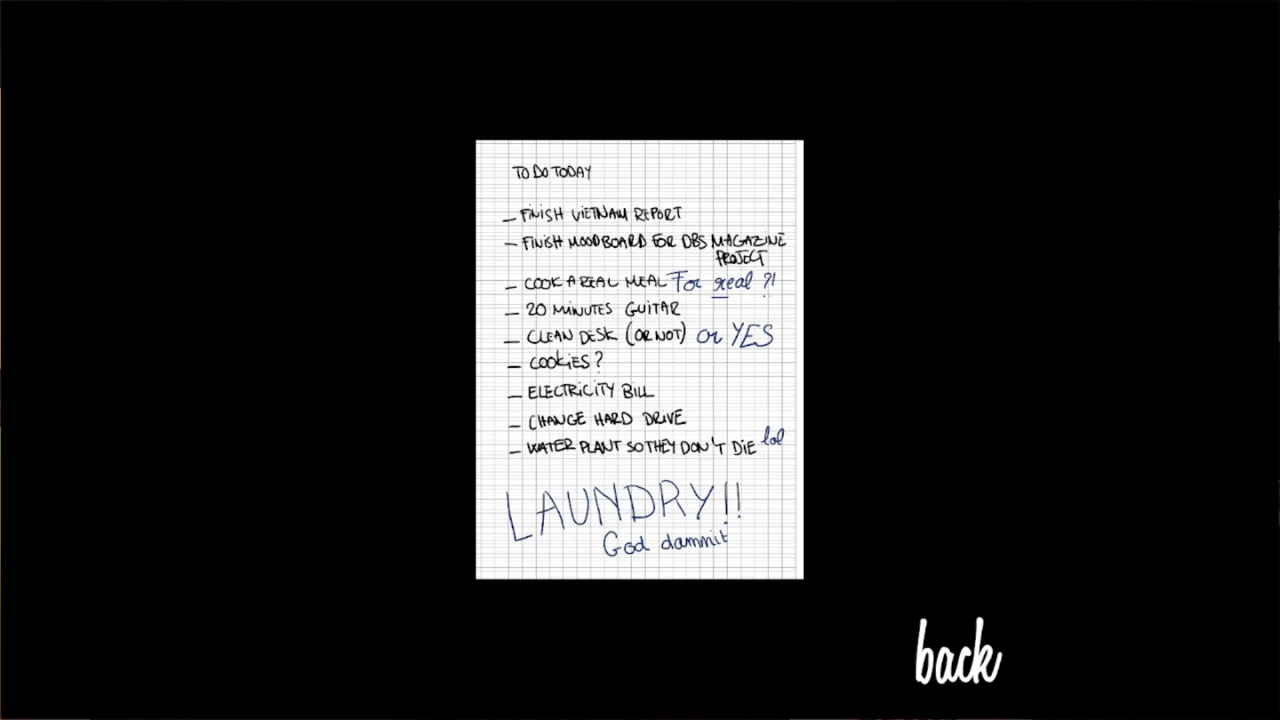 TO DO TODAY
– FINISH VIETNAM REPORT
– FINISH MOODBOARD FOR DBS MAGAZINE
PROJECT
– COOK A REAL MEAL For real ?!
– 20 MINUTES GUITAR
– CLEAN DESK (OR NOT) or YES
– COOKIES?
– ELECTRICITY BILL
– CHANGE HARD DRIVE
– WATER PLANT SO THEY DON'T DIE lol
LAUNDRY!!
God dammit
back